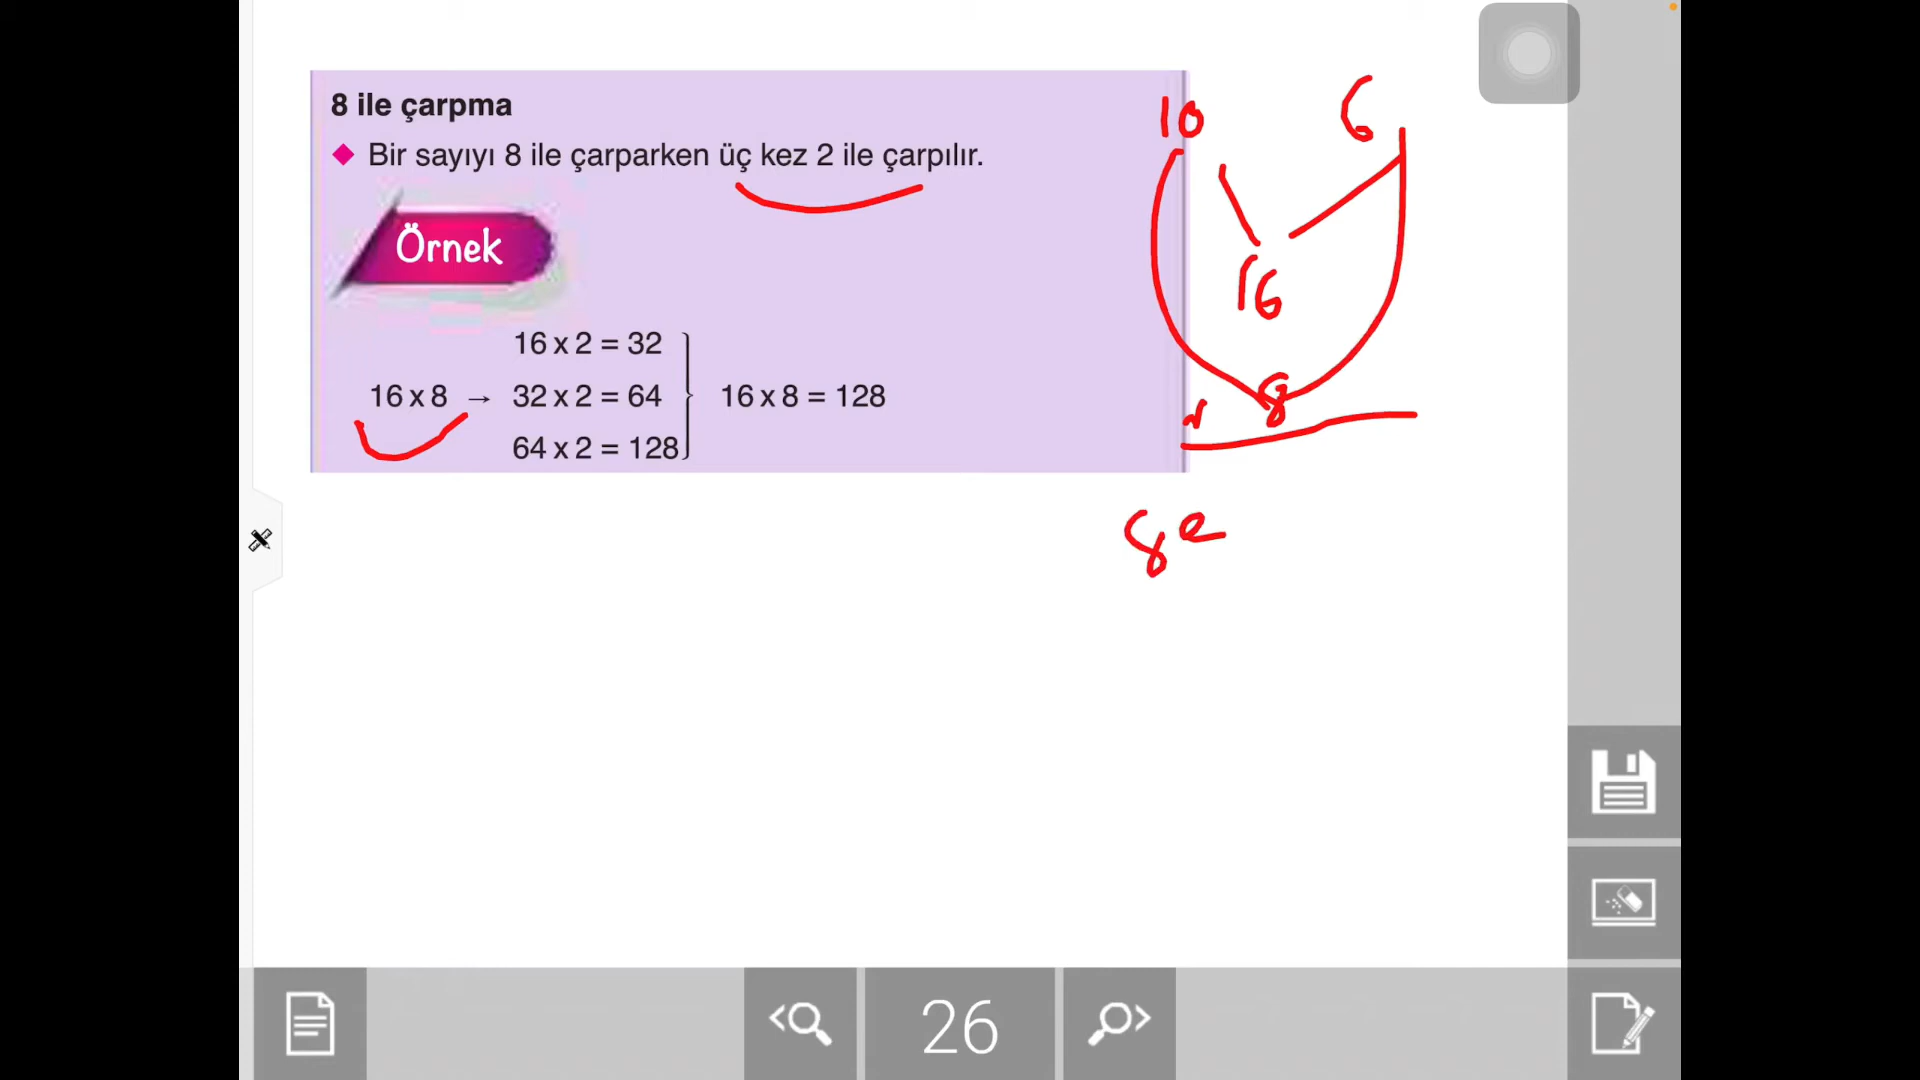 8 ile çarpma
Bir sayıyı 8 ile çarparken üç kez 2 ile çarpılır.
Örnek
16 x 2 = 32
16 x 8 → 32 x 2 = 64 16 x 8 = 128
64 x 2 = 128
10 6
16
x 8
26